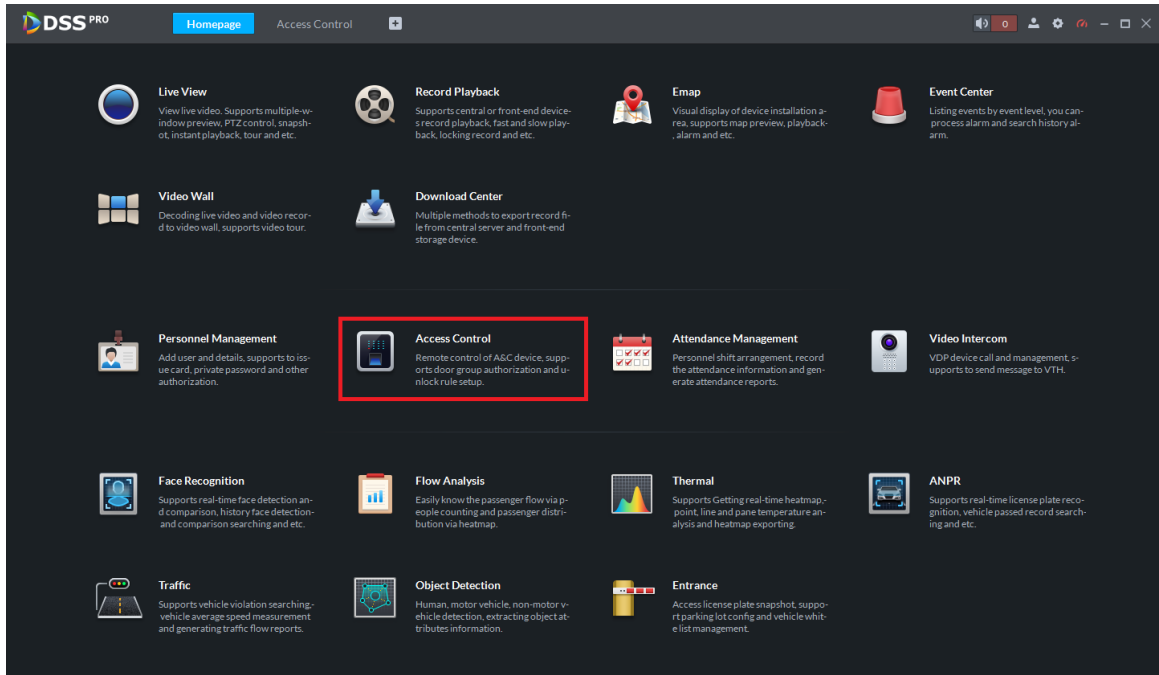 DSS PRO
Homepage
Access Control
0
Live View
View live video. Supports multiple-w-
indow preview, PTZ control, snapsh-
ot, instant playback, tour and etc.
Record Playback
Supports central or front-end device-
s record playback, fast and slow play-
back, locking record and etc.
Emap
Visual display of device installation a-
rea, supports map preview, playback-
, alarm and etc.
Event Center
Listing events by event level, you can-
process alarm and search history al-
arm.
Video Wall
Decoding live video and video recor-
d to video wall, supports video tour.
Download Center
Multiple methods to export record fi-
le from central server and front-end
storage device.
Personnel Management
Add user and details, supports to iss-
ue card, private password and other
authorization.
Access Control
Remote control of A&C device, supp-
orts door group authorization and u-
nlock rule setup.
Attendance Management
Personnel shift arrangement, record
the attendance information and gen-
erate attendance reports.
Video Intercom
VDP device call and management, s-
upports to send message to VTH.
Face Recognition
Supports real-time face detection an-
d comparison, history face detection-
and comparison searching and etc.
Flow Analysis
Easily know the passenger flow via p-
eople counting and passenger distri-
bution via heatmap.
Thermal
Supports Getting real-time heatmap,-
point, line and pane temperature an-
alysis and heatmap exporting.
ANPR
Supports real-time license plate reco-
gnition, vehicle passed record search-
ing and etc.
Traffic
Supports vehicle violation searching,-
vehicle average speed measurement
and generating traffic flow reports.
Object Detection
Human, motor vehicle, non-motor v-
ehicle detection, extracting object at-
tributes information.
Entrance
Access license plate snapshot, suppo-
rt parking lot config and vehicle whit-
e list management.